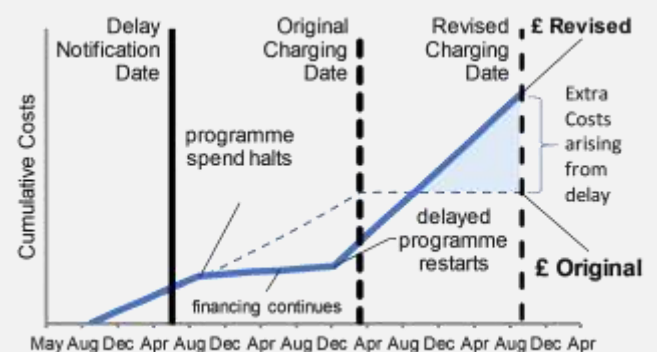 Delay
Notification
Date
Original
Charging
Date
Revised
Charging
Date
£ Revised
Cumulative Costs
programme
spend halts
Extra
Costs
arising
from
delay
delayed
programme
restarts
financing continues
£ Original
May Aug Dec Apr Aug Dec Apr Aug Dec Apr Aug Dec Apr Aug Dec Apr